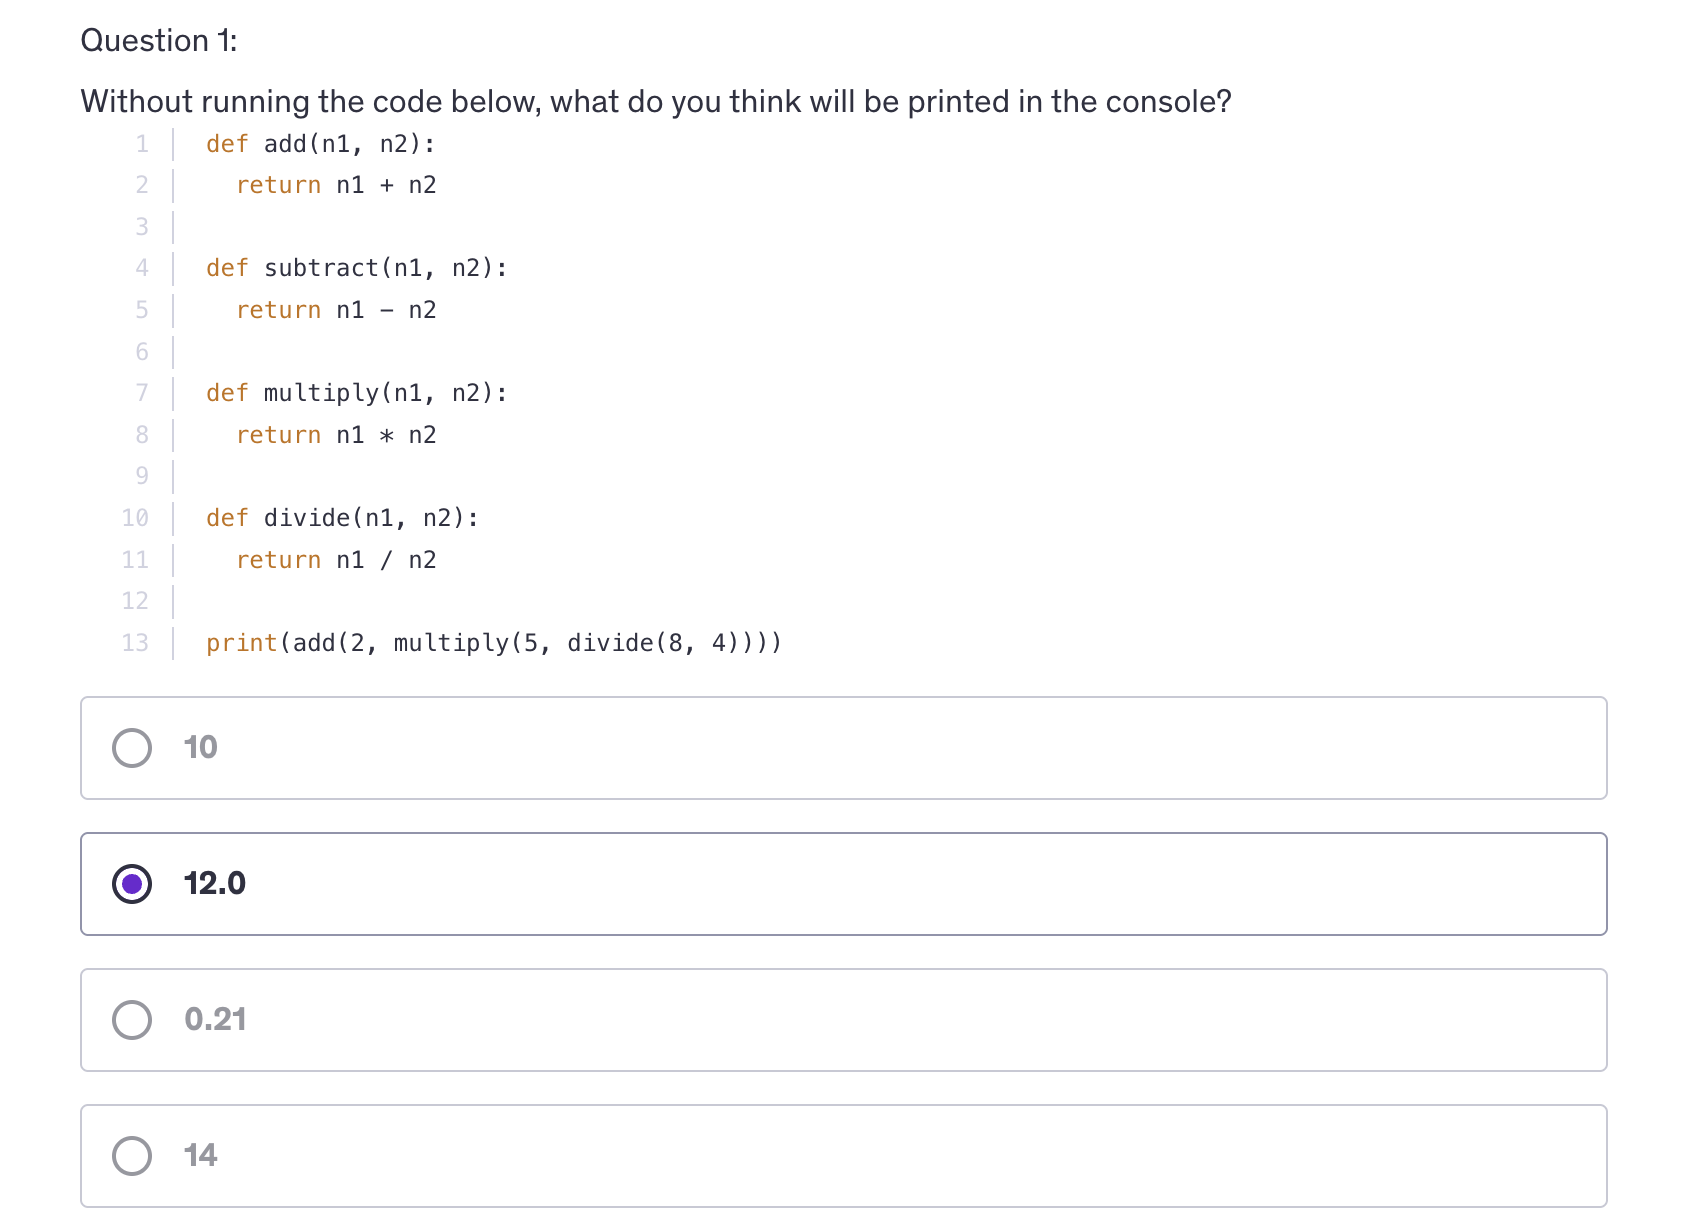 Question 1:
Without running the code below, what do you think will be printed in the console?
1 def add(n1, n2):
2   return n1 + n2
3
4 def subtract(n1, n2):
5   return n1 - n2
6
7 def multiply(n1, n2):
8   return n1 * n2
9
10 def divide(n1, n2):
11   return n1 / n2
12
13 print(add(2, multiply(5, divide(8, 4))))
10
12.0
0.21
14